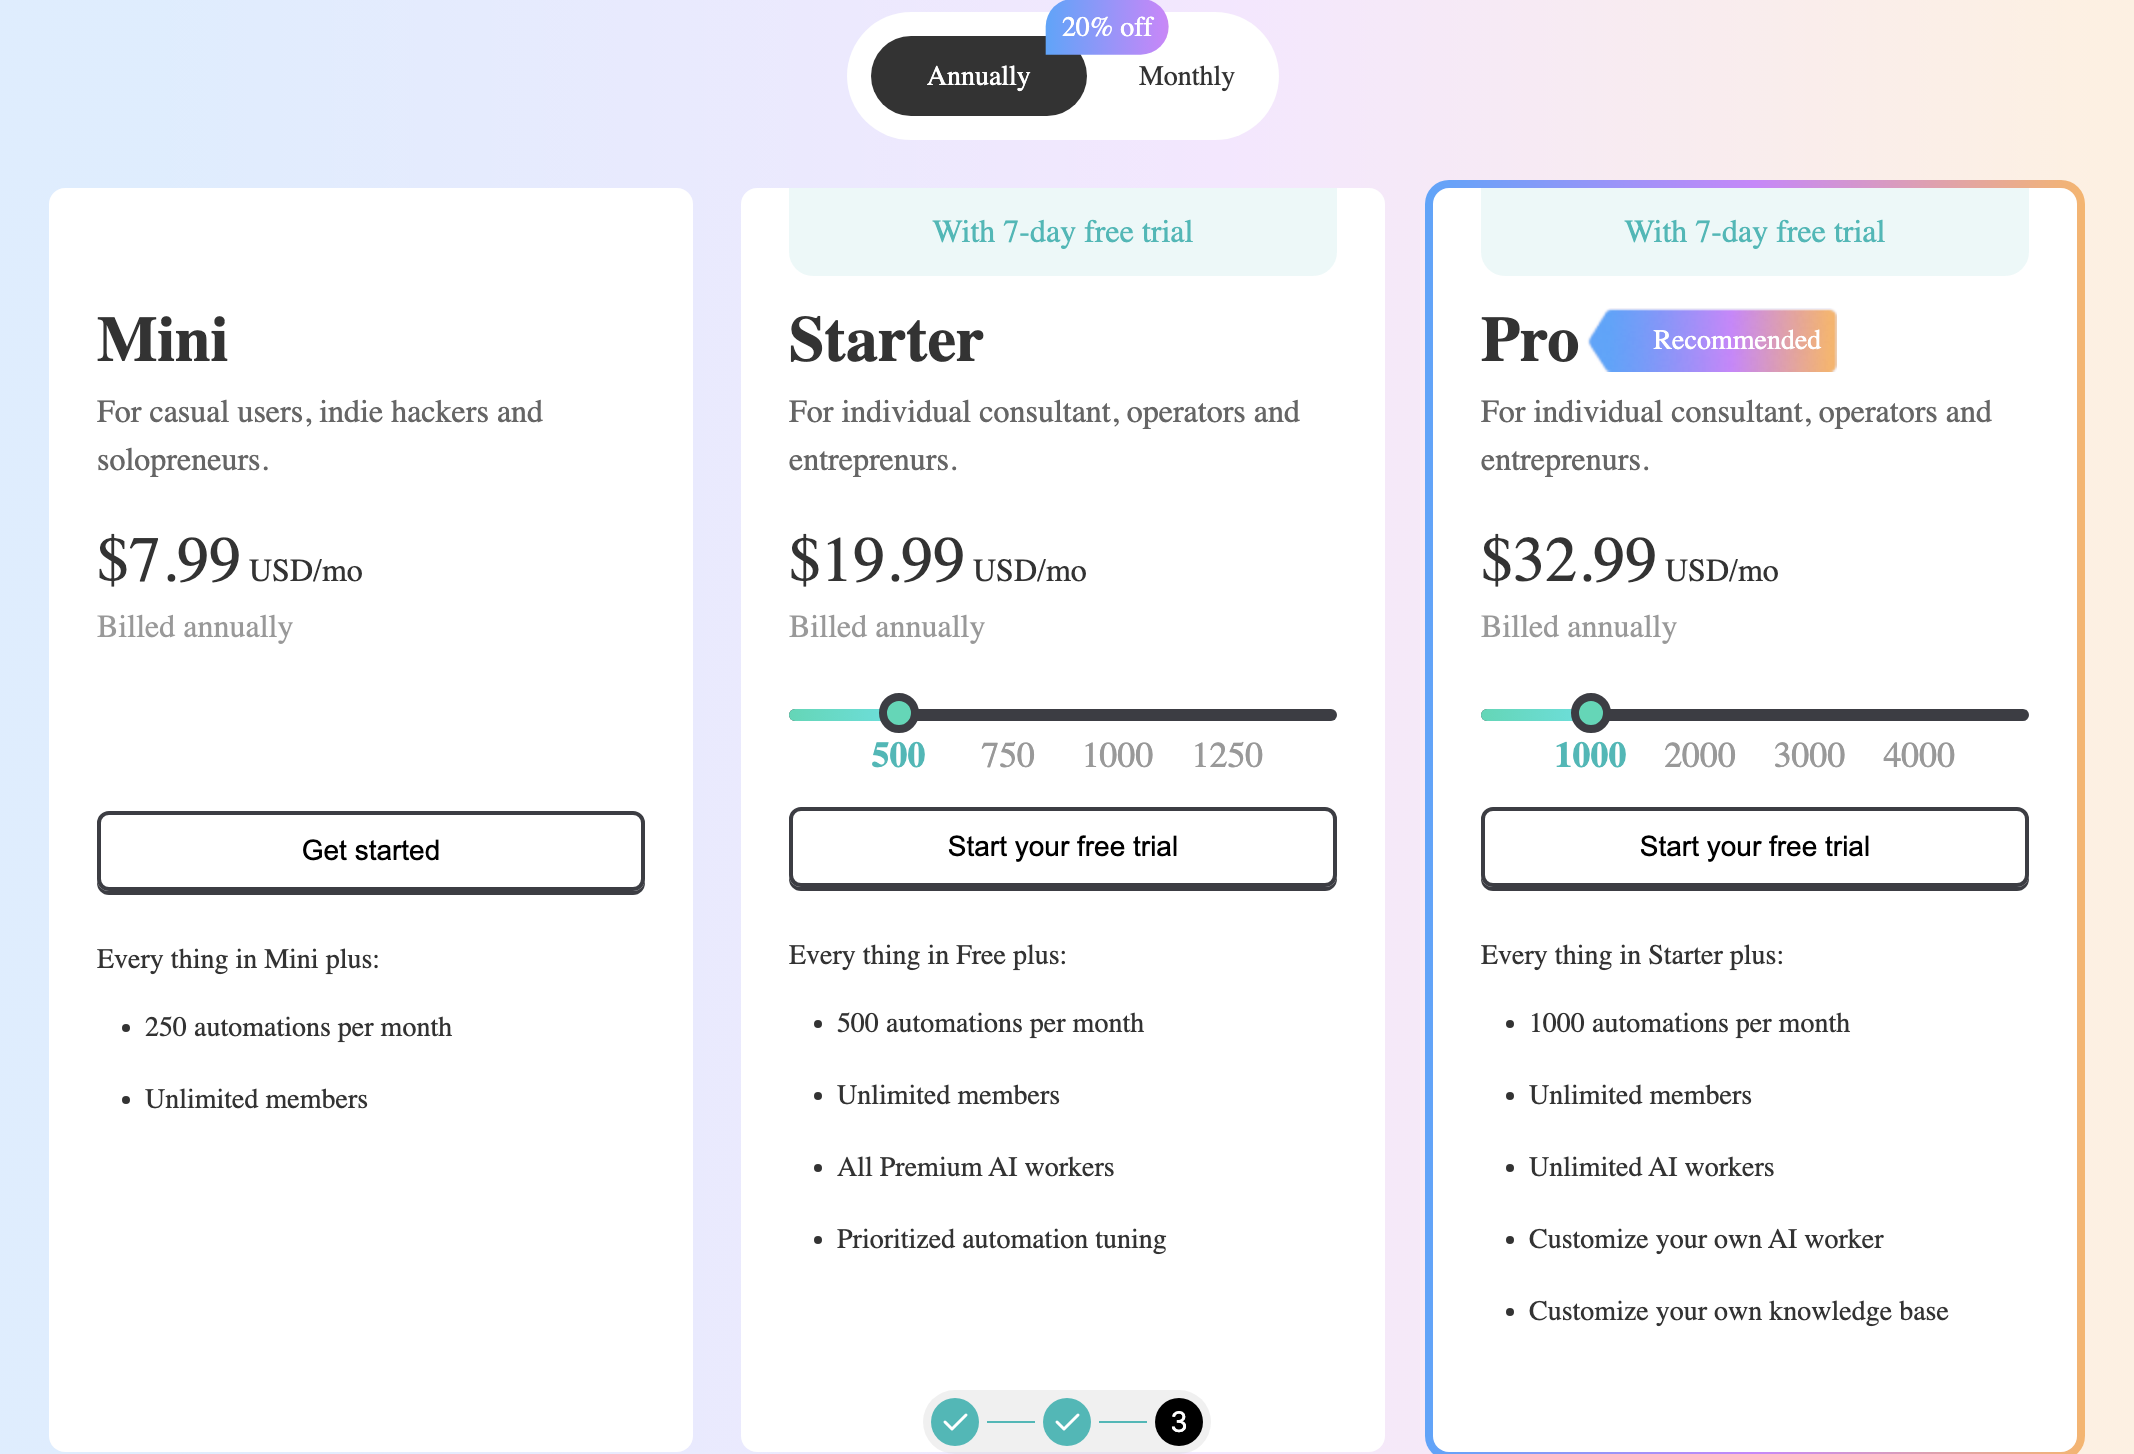 20% off
Annually
Monthly
Mini
For casual users, indie hackers and
solopreneurs.
$7.99 USD/mo
Billed annually
Get started
Every thing in Mini plus:
250 automations per month
Unlimited members
With 7-day free trial
Starter
For individual consultant, operators and
entreprenurs.
$19.99 USD/mo
Billed annually
500 750 1000 1250
Start your free trial
Every thing in Free plus:
500 automations per month
Unlimited members
All Premium AI workers
Prioritized automation tuning
With 7-day free trial
Pro
Recommended
For individual consultant, operators and
entreprenurs.
$32.99 USD/mo
Billed annually
1000 2000 3000 4000
Start your free trial
Every thing in Starter plus:
1000 automations per month
Unlimited members
Unlimited AI workers
Customize your own AI worker
Customize your own knowledge base
3